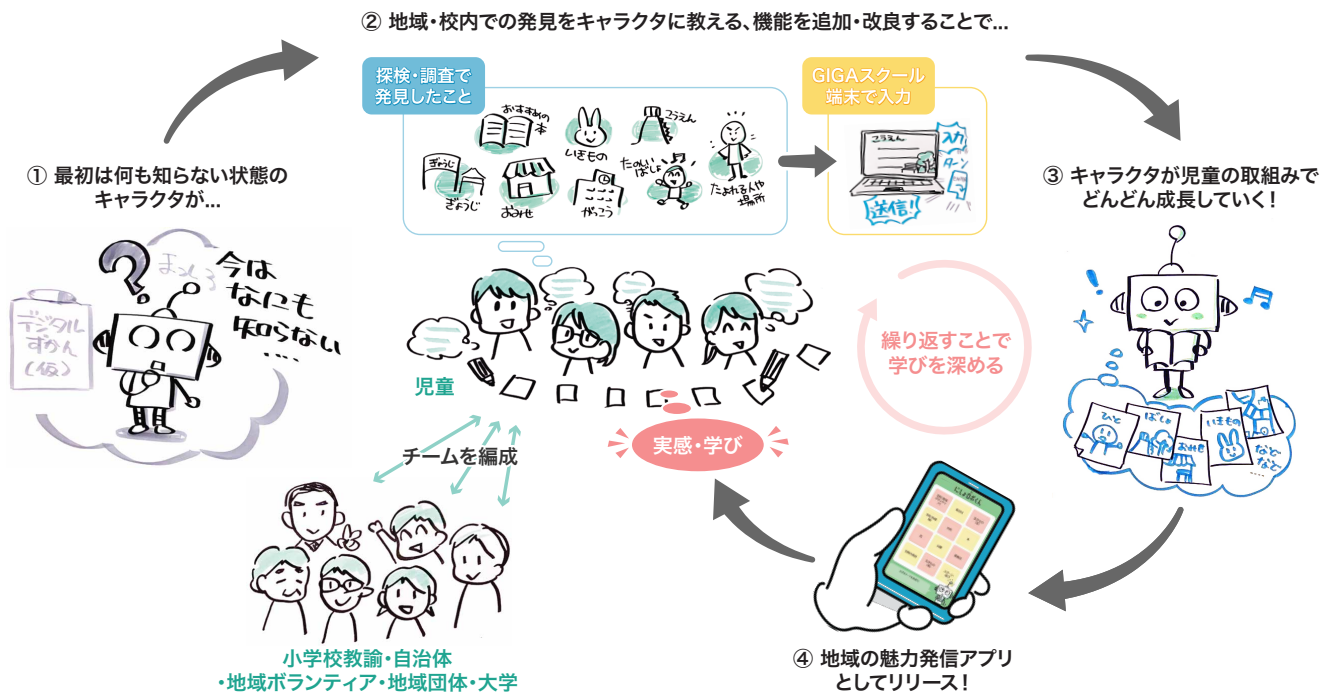 ② 地域・校内での発見をキャラクタに教える、機能を追加・改良することで...
探検・調査で
発見したこと
GIGAスクール
端末で入力
おすすめの
本
いきもの
こうえん
たのしい
ばしょ
たよれる人や
場所
ぎょうじ
ぎょうじ
おみせ
がっこう
こうえん
入力
送信!
① 最初は何も知らない状態の
キャラクタが...
まっしろ
今は
なにも
知らない
....
デジタル
ずかん
(仮)
③ キャラクタが児童の取組みで
どんどん成長していく!
ひと
ばしょ
おみせ
いきもの
などなど
....
繰り返すことで
学びを深める
児童
実感・学び
チームを編成
小学校教諭・自治体
・地域ボランティア・地域団体・大学
④ 地域の魅力発信アプリ
としてリリース!